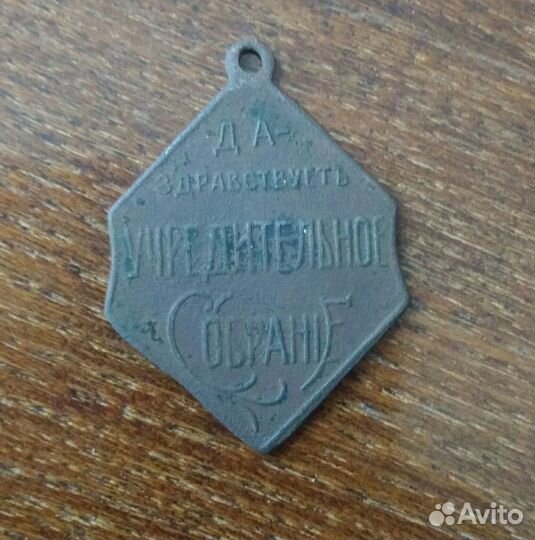 ДА-
ЗДРАВСТВУЕТЪ
УЧРЕДИТЕЛЬНОЕ
СОБРАНІЕ
Avito